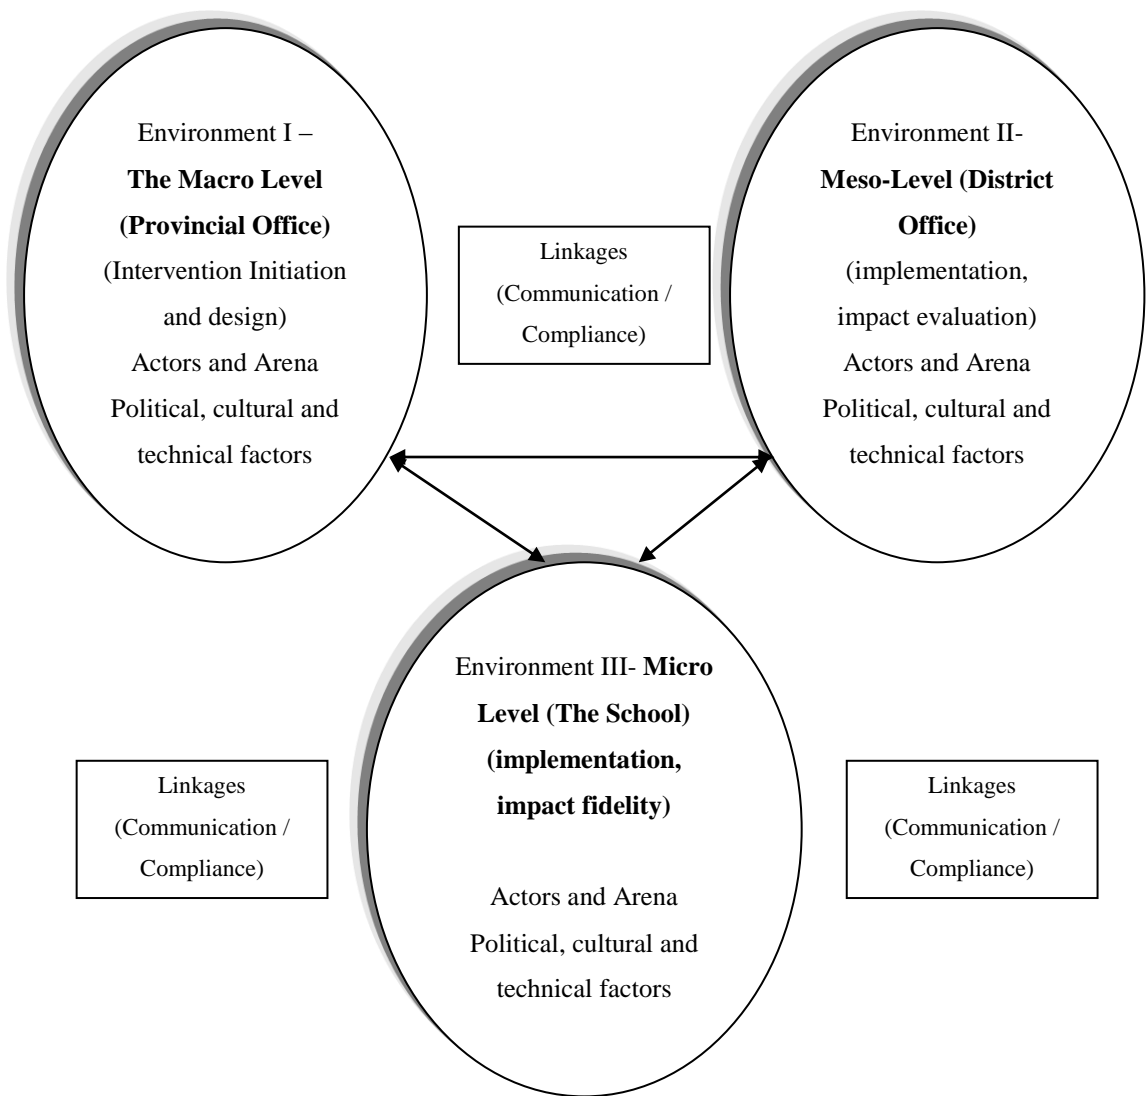 Environment I –
The Macro Level
(Provincial Office)
(Intervention Initiation
and design)
Actors and Arena
Political, cultural and
technical factors
Linkages
(Communication /
Compliance)
Environment II-
Meso-Level (District
Office)
(implementation,
impact evaluation)
Actors and Arena
Political, cultural and
technical factors
Environment III- Micro
Level (The School)
(implementation,
impact fidelity)
Actors and Arena
Political, cultural and
technical factors
Linkages
(Communication /
Compliance)
Linkages
(Communication /
Compliance)